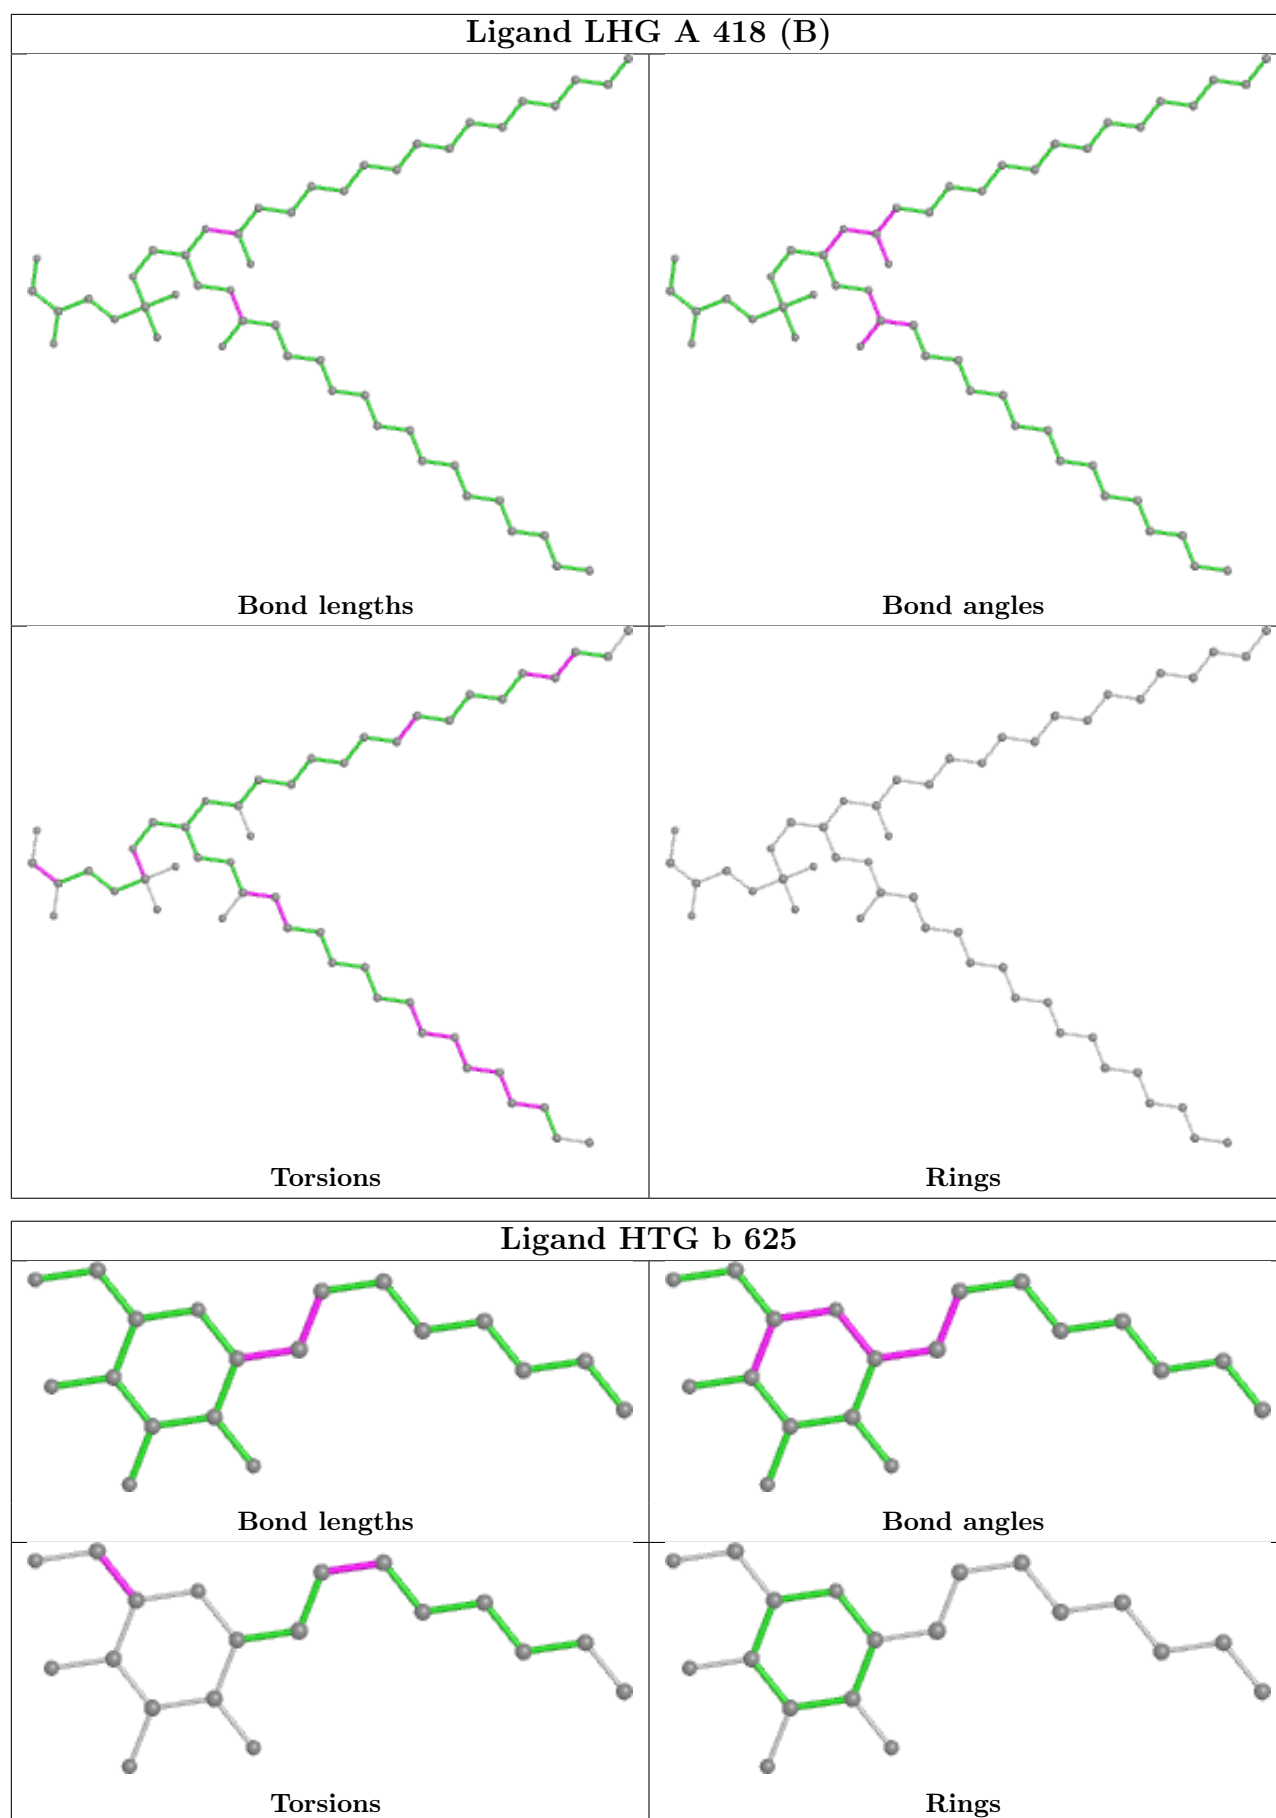 Ligand LHG A 418 (B)
Bond lengths
Bond angles
Torsions
Rings
Ligand HTG b 625
Bond lengths
Bond angles
Torsions
Rings